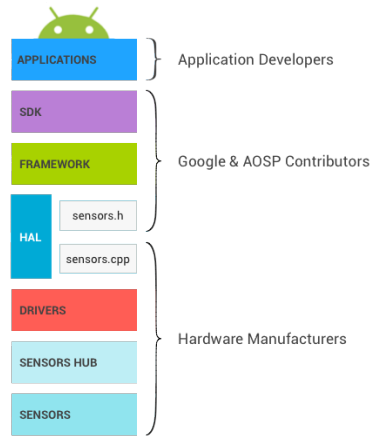 APPLICATIONS
Application Developers
SDK
FRAMEWORK
Google & AOSP Contributors
HAL
sensors.h
sensors.cpp
DRIVERS
Hardware Manufacturers
SENSORS HUB
SENSORS